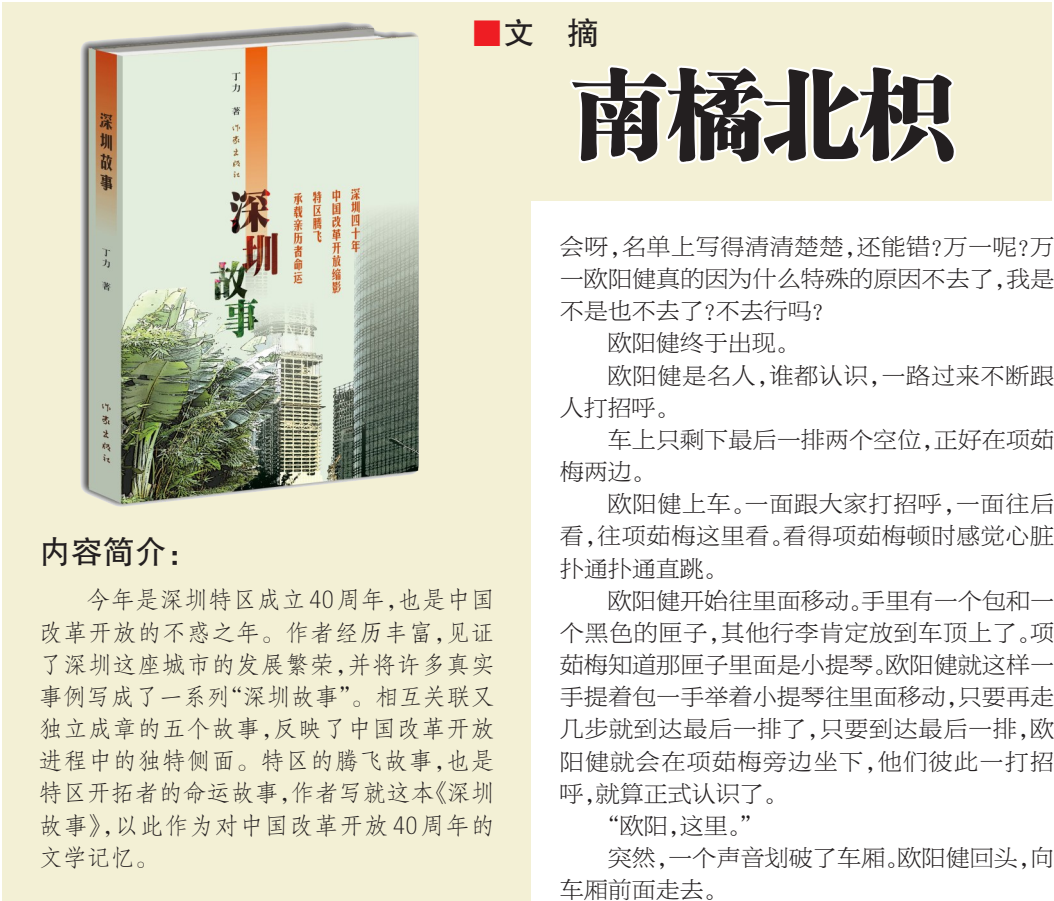 ■文 摘
南橘北枳
深圳故事
丁力 著
作家出版社
丁力 著
作家出版社
深圳故事
深圳四十年
中国改革开放缩影
特区腾飞
承载亲历者命运
内容简介：
今年是深圳特区成立40周年，也是中国
改革开放的不惑之年。作者经历丰富，见证
了深圳这座城市的发展繁荣，并将许多真实
事例写成了一系列“深圳故事”。相互关联又
独立成章的五个故事，反映了中国改革开放
进程中的独特侧面。特区的腾飞故事，也是
特区开拓者的命运故事，作者写就这本《深圳
故事》，以此作为对中国改革开放40周年的
文学记忆。
会呀，名单上写得清清楚楚，还能错？万一呢？万
一欧阳健真的因为什么特殊的原因不去了，我是
不是也不去了？不去行吗？
欧阳健终于出现。
欧阳健是名人，谁都认识，一路过来不断跟
人打招呼。
车上只剩下最后一排两个空位，正好在项茹
梅两边。
欧阳健上车。一面跟大家打招呼，一面往后
看，往项茹梅这里看。看得项茹梅顿时感觉心脏
扑通扑通直跳。
欧阳健开始往里面移动。手里有一个包和一
个黑色的匣子，其他行李肯定放到车顶上了。项
茹梅知道那匣子里面是小提琴。欧阳健就这样一
手提着包一手举着小提琴往里面移动，只要再走
几步就到达最后一排了，只要到达最后一排，欧
阳健就会在项茹梅旁边坐下，他们彼此一打招
呼，就算正式认识了。
“欧阳，这里。”
突然，一个声音划破了车厢。欧阳健回头，向
车厢前面走去。